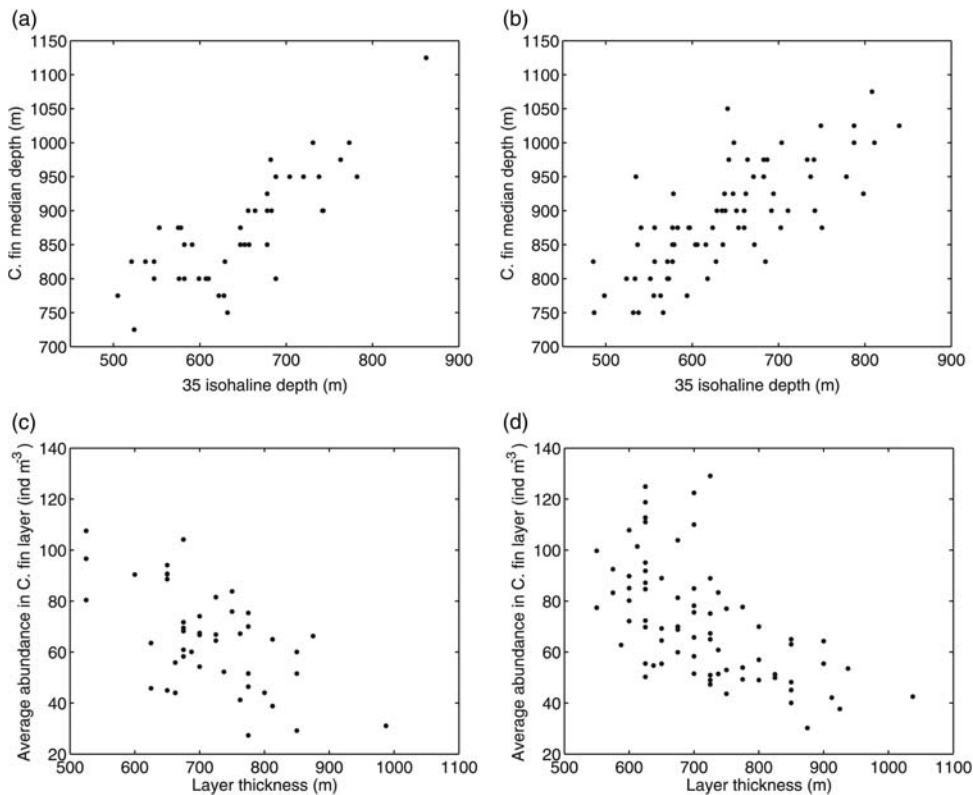 (a)
(b)
1150
1100
1050
1000
950
900
850
800
750
700
C. fin median depth (m)
500 600 700 800 900
35 isohaline depth (m)
1150
1100
1050
1000
950
900
850
800
750
700
C. fin median depth (m)
500 600 700 800 900
35 isohaline depth (m)
(c)
(d)
140
120
100
80
60
40
20
Average abundance in C. fin layer (ind m⁻³)
500 600 700 800 900 1000 1100
Layer thickness (m)
140
120
100
80
60
40
20
Average abundance in C. fin layer (ind m⁻³)
500 600 700 800 900 1000 1100
Layer thickness (m)